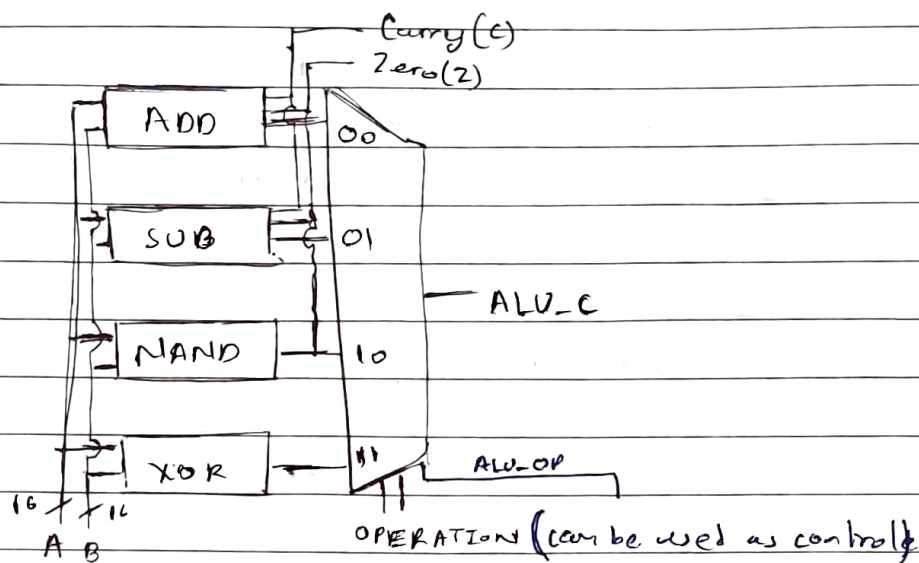 Carry(C)
Zero(Z)
ADD
00
SUB
01
ALU_C
NAND
10
XOR
11
ALU_OP
16
16
A B
OPERATION (can be used as control)